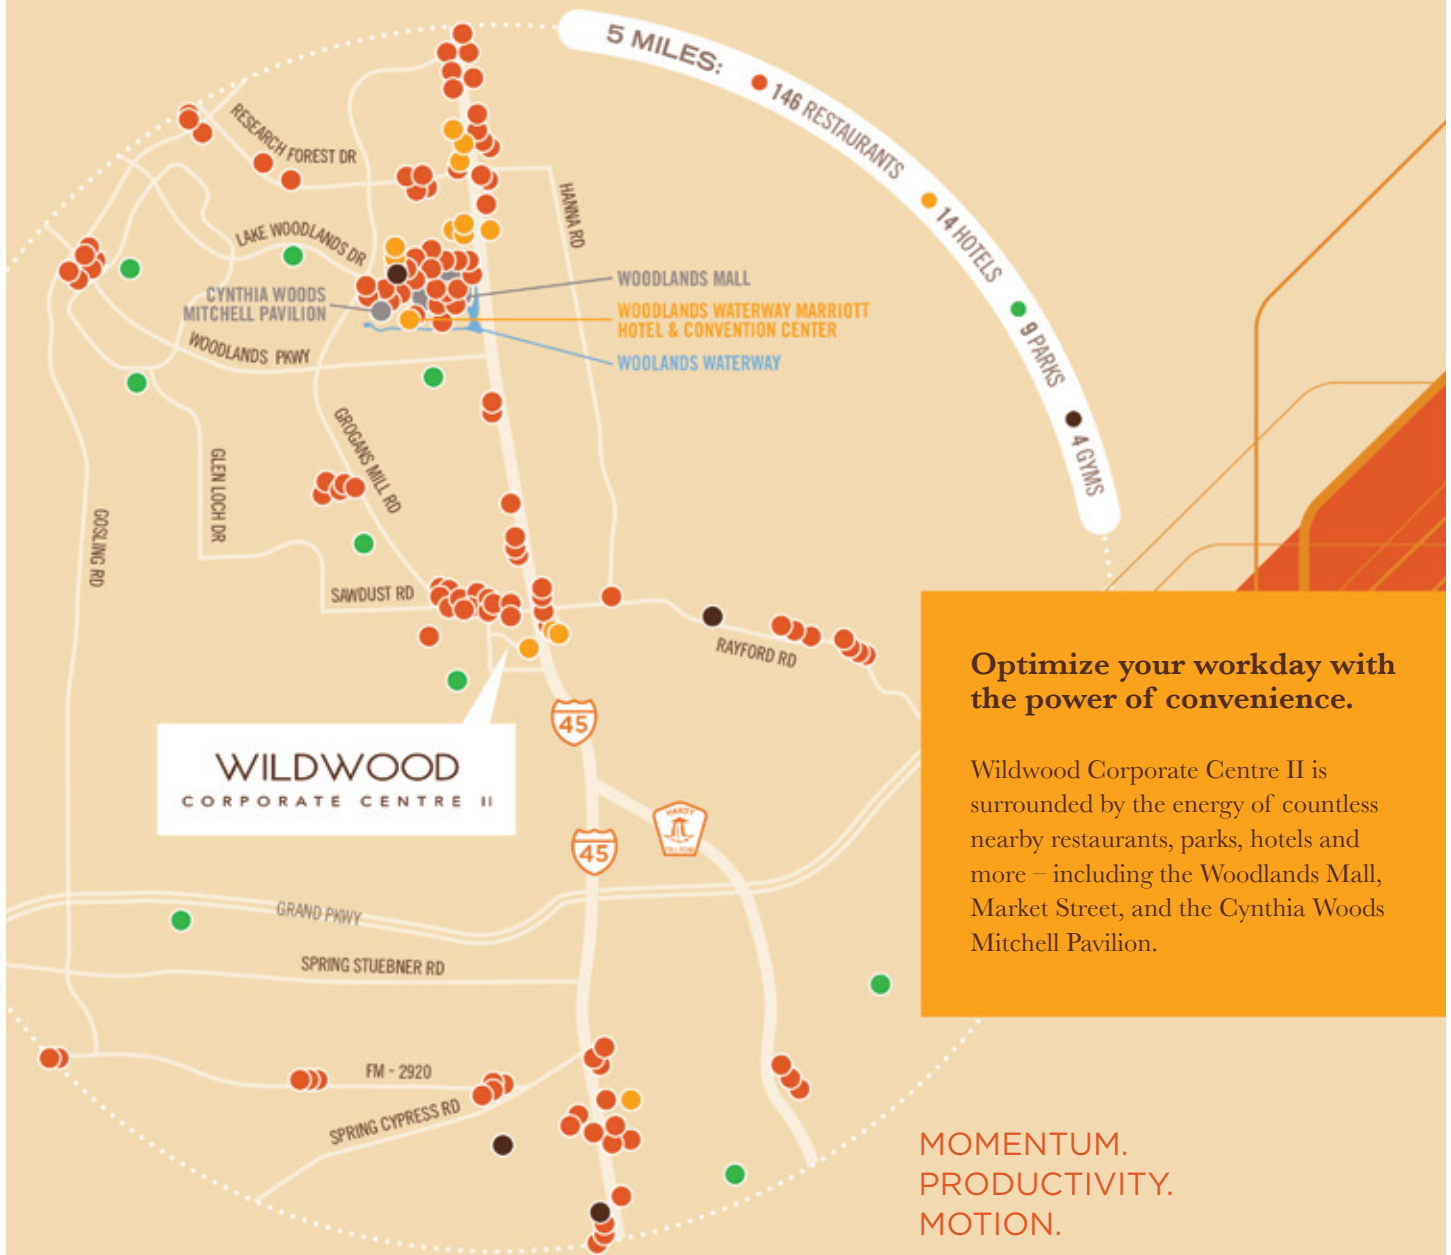 5 MILES:
146 RESTAURANTS
14 HOTELS
9 PARKS
4 GYMS
RESEARCH FOREST DR
HANNA RD
LAKE WOODLANDS DR
CYNTHIA WOODS
MITCHELL PAVILION
WOODLANDS MALL
WOODLANDS WATERWAY MARRIOTT
HOTEL & CONVENTION CENTER
WOOLANDS WATERWAY
WOODLANDS PKWY
GROGANS MILL RD
GLEN LOCH DR
GOSLING RD
SAWDUST RD
RAYFORD RD
45
WILDWOOD
CORPORATE CENTRE II
45
HARDY
GRAND PKWY
SPRING STUEBNER RD
FM - 2920
SPRING CYPRESS RD
Optimize your workday with
the power of convenience.
Wildwood Corporate Centre II is
surrounded by the energy of countless
nearby restaurants, parks, hotels and
more – including the Woodlands Mall,
Market Street, and the Cynthia Woods
Mitchell Pavilion.
MOMENTUM.
PRODUCTIVITY.
MOTION.